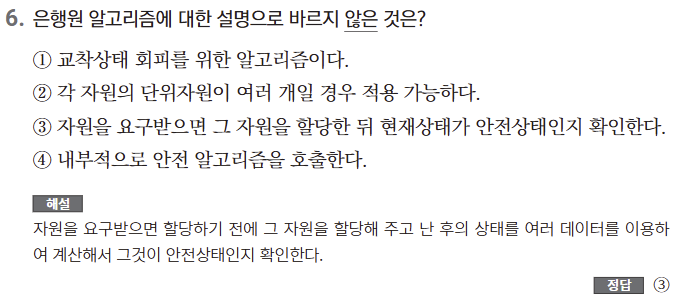 6. 은행원 알고리즘에 대한 설명으로 바르지 않은 것은?
① 교착상태 회피를 위한 알고리즘이다.
② 각 자원의 단위자원이 여러 개일 경우 적용 가능하다.
③ 자원을 요구받으면 그 자원을 할당한 뒤 현재상태가 안전상태인지 확인한다.
④ 내부적으로 안전 알고리즘을 호출한다.
해설
자원을 요구받으면 할당하기 전에 그 자원을 할당해 주고 난 후의 상태를 여러 데이터를 이용하
여 계산해서 그것이 안전상태인지 확인한다.
정답 ③